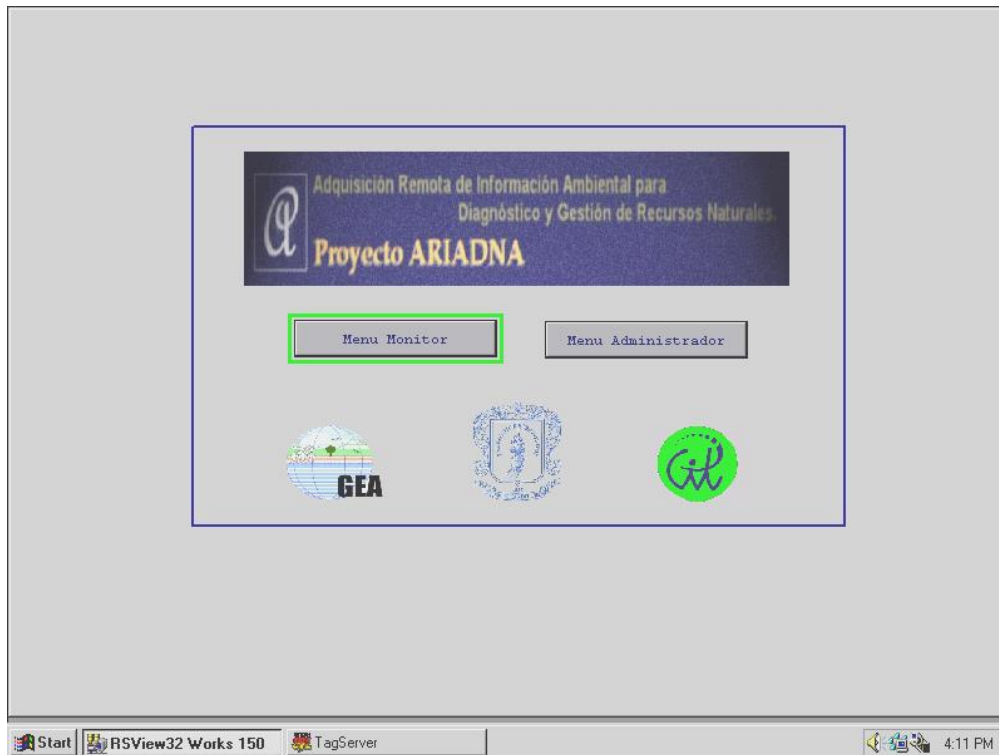 Adquisición Remota de Información Ambiental para
Diagnóstico y Gestión de Recursos Naturales.
Proyecto ARIADNA
Menu Monitor
Menu Administrador
GEA
Start
RSView32 Works 150
TagServer
4:11 PM